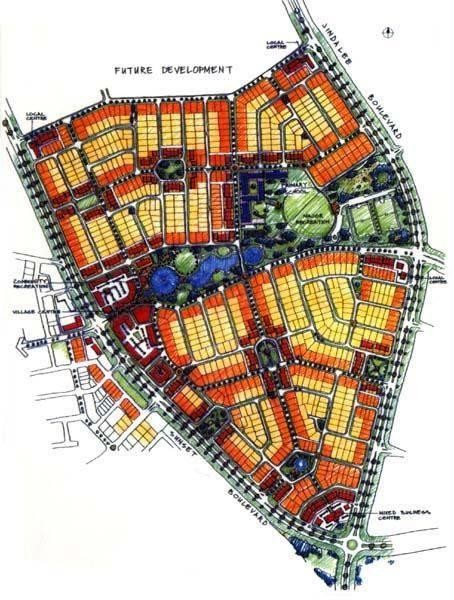 LOCAL
CENTRE
JINDALEE
BOULEVARD
FUTURE DEVELOPMENT
LOCAL
CENTRE
SCHOOL
MAJOR
RECREATION
COMMUNITY
RECREATION
LOCAL
CENTRE
VILLAGE CENTRE
SUNSET
BOULEVARD
MIXED BUSINESS
CENTRE